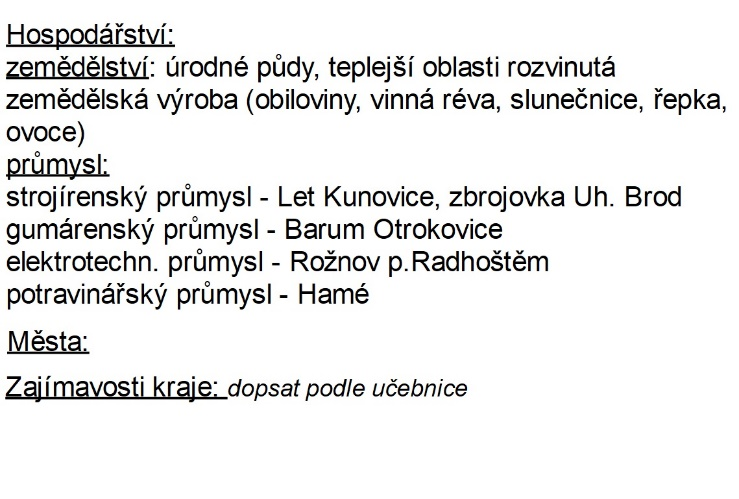 Hospodářství:
zemědělství: úrodné půdy, teplejší oblasti rozvinutá
zemědělská výroba (obiloviny, vinná réva, slunečnice, řepka,
ovoce)
průmysl:
strojírenský průmysl - Let Kunovice, zbrojovka Uh. Brod
gumárenský průmysl - Barum Otrokovice
elektrotechn. průmysl - Rožnov p.Radhoštěm
potravinářský průmysl - Hamé
Města:
Zajímavosti kraje: dopsat podle učebnice